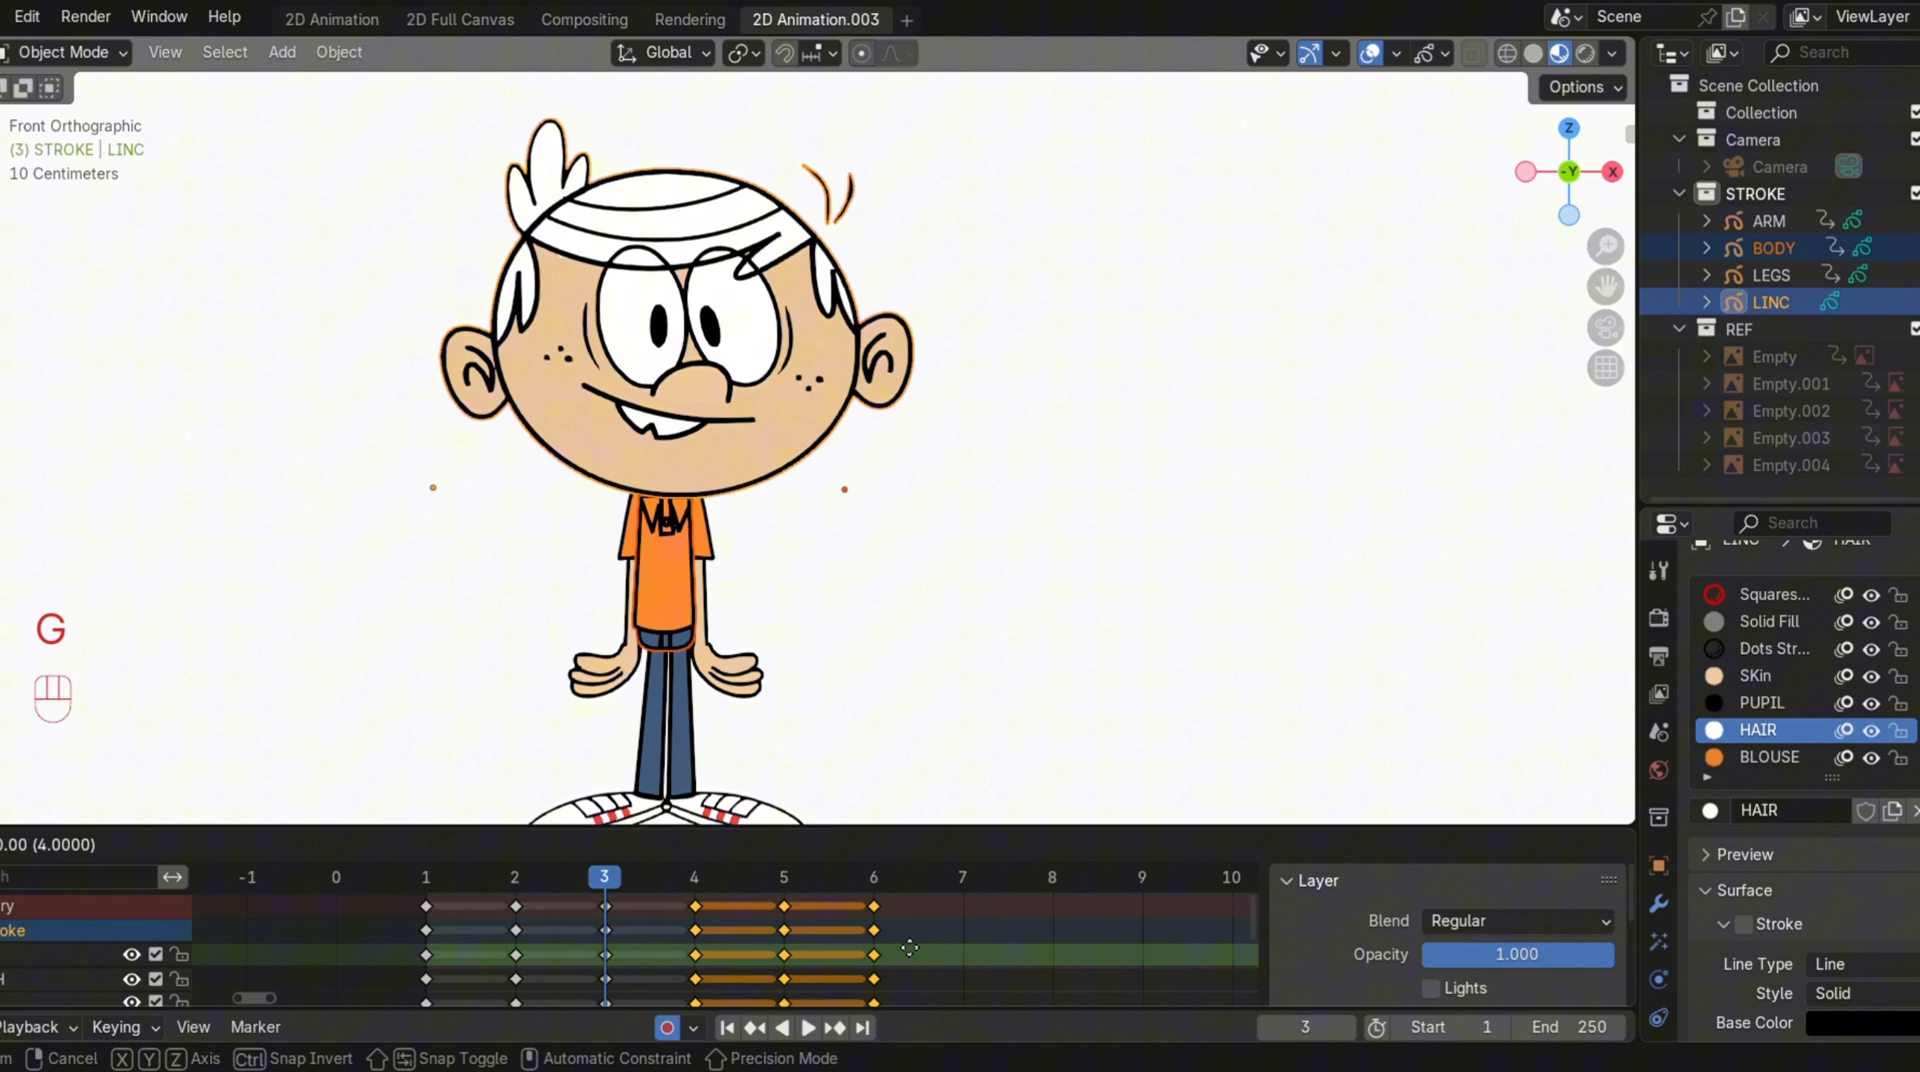 Edit Render Window Help 2D Animation 2D Full Canvas Compositing Rendering 2D Animation.003 + Scene ViewLayer
Object Mode View Select Add Object Global Search
Options
Front Orthographic
(3) STROKE | LINC
10 Centimeters
Z
-Y X
G
Scene Collection
Collection
Camera
Camera
STROKE
ARM
BODY
LEGS
LINC
REF
Empty
Empty.001
Empty.002
Empty.003
Empty.004
Search
LINC HAIR
Squares...
Solid Fill
Dots Str...
SKin
PUPIL
HAIR
BLOUSE
HAIR
Preview
Surface
Stroke
Line Type Line
Style Solid
Base Color
0.00 (4.0000)
h -1 0 1 2 3 4 5 6 7 8 9 10
ry
oke
H
Layer
Blend Regular
Opacity 1.000
Lights
Playback Keying View Marker 3 Start 1 End 250
m Cancel X Y Z Axis Ctrl Snap Invert Snap Toggle Automatic Constraint Precision Mode